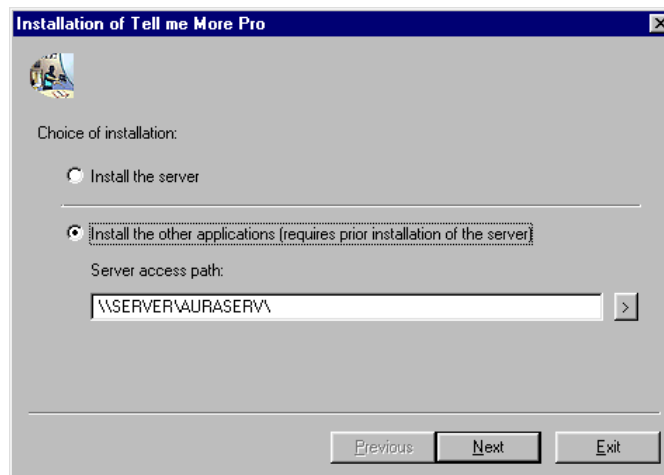 Installation of Tell me More Pro
Choice of installation:
Install the server
Install the other applications (requires prior installation of the server)
Server access path:
\\SERVER\AURASERV\
>
Previous
Next
Exit